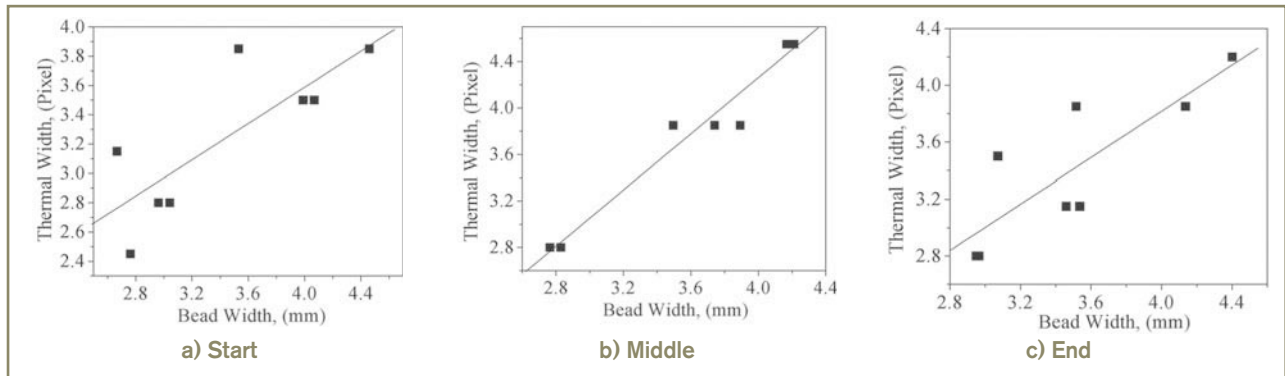 Thermal Width, (Pixel)
4.0
3.8
3.6
3.4
3.2
3.0
2.8
2.6
2.4
2.8 3.2 3.6 4.0 4.4
Bead Width, (mm)
a) Start
Thermal Width, (Pixel)
4.4
4.0
3.6
3.2
2.8
2.8 3.2 3.6 4.0 4.4
Bead Width, (mm)
b) Middle
Thermal Width, (Pixel)
4.4
4.0
3.6
3.2
2.8
2.8 3.2 3.6 4.0 4.4
Bead Width, (mm)
c) End